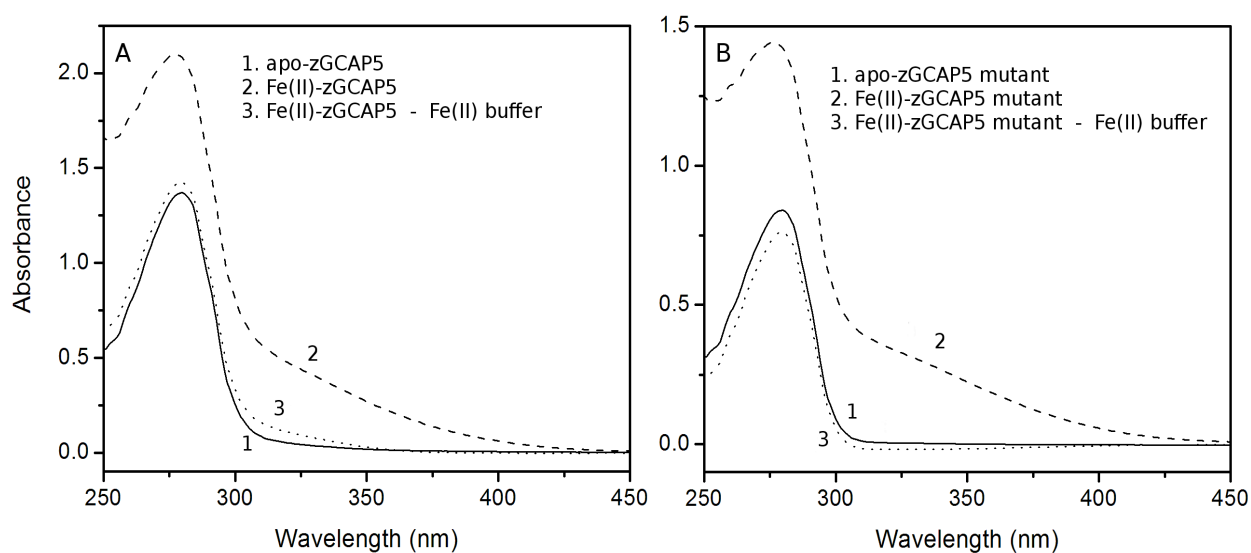 A
1. apo-zGCAP5
2. Fe(II)-zGCAP5
3. Fe(II)-zGCAP5 - Fe(II) buffer
2.0
1.5
1.0
0.5
0.0
Absorbance
2
3
1
250 300 350 400 450
Wavelength (nm)
B
1. apo-zGCAP5 mutant
2. Fe(II)-zGCAP5 mutant
3. Fe(II)-zGCAP5 mutant - Fe(II) buffer
1.5
1.0
0.5
0.0
2
1
3
250 300 350 400 450
Wavelength (nm)